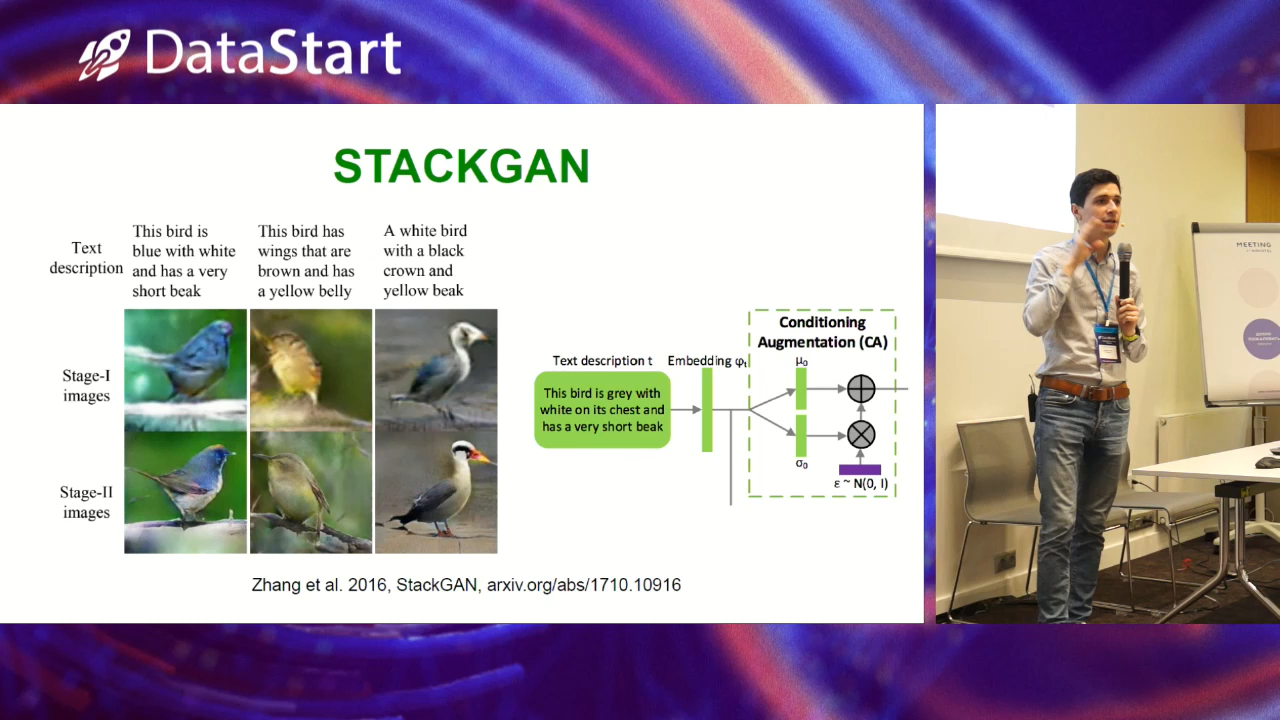 DataStart
STACKGAN
Text
description
This bird is
blue with white
and has a very
short beak
This bird has
wings that are
brown and has
a yellow belly
A white bird
with a black
crown and
yellow beak
Stage-I
images
Stage-II
images
Text description t
This bird is grey with
white on its chest and
has a very short beak
Embedding φt
Conditioning
Augmentation (CA)
μ0
σ0
ε ~ N(0, I)
Zhang et al. 2016, StackGAN, arxiv.org/abs/1710.10916
MEETING